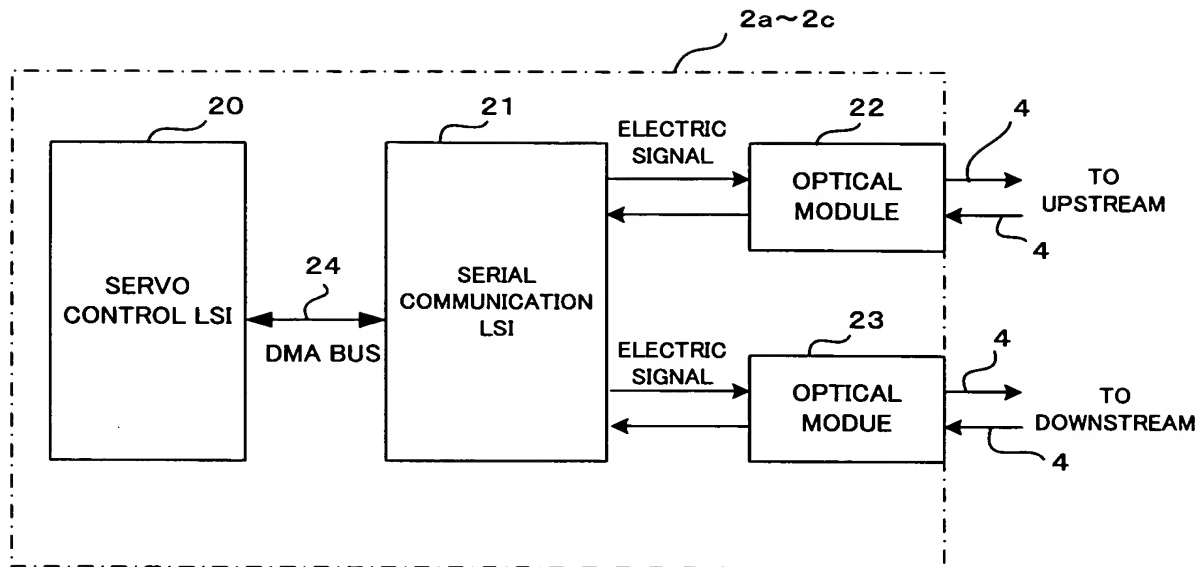 2a~2c
20
21
22
4
ELECTRIC
SIGNAL
OPTICAL
MODULE
TO
UPSTREAM
4
SERVO
CONTROL LSI
24
DMA BUS
SERIAL
COMMUNICATION
LSI
23
4
ELECTRIC
SIGNAL
OPTICAL
MODUE
TO
DOWNSTREAM
4